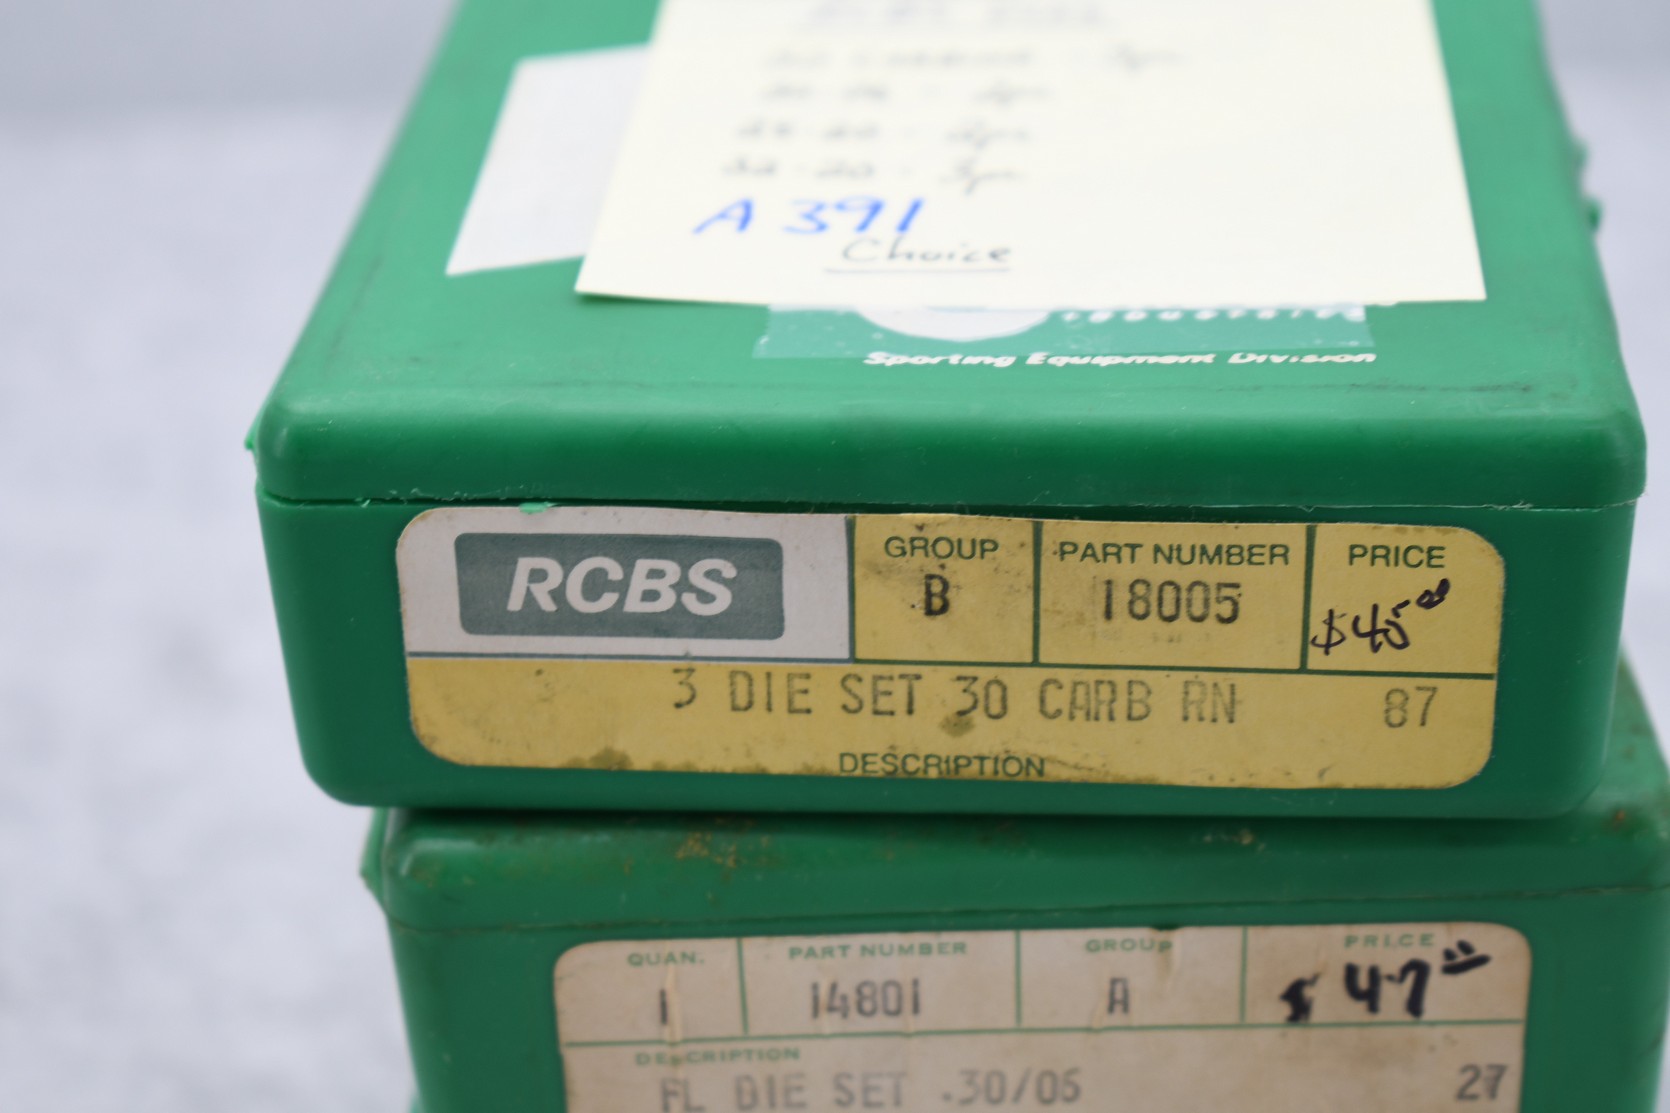 A 391
Choice
Sporting Equipment Division
RCBS
GROUP
B
PART NUMBER
18005
PRICE
$45.00
3 DIE SET 30 CARB RN 87
DESCRIPTION
QUAN.
1
PART NUMBER
14801
GROUP
A
PRICE
$47
DESCRIPTION
FL DIE SET .30/06 27